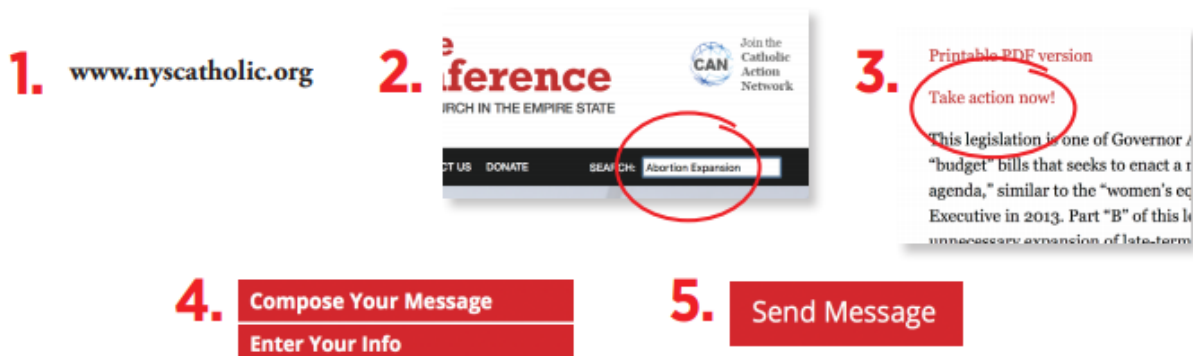 1.
www.nyscatholic.org
2.
ference
CAN
Join the
Catholic
Action
Network
IN THE EMPIRE STATE
US DONATE
SEARCH: Abortion Expansion
3.
Printable PDF version
Take action now!
This legislation is one of Governor
“budget” bills that seeks to enact a
agenda,” similar to the “women’s
Executive in 2013. Part “B” of this
unnecessary expansion of
4.
Compose Your Message
Enter Your Info
5.
Send Message